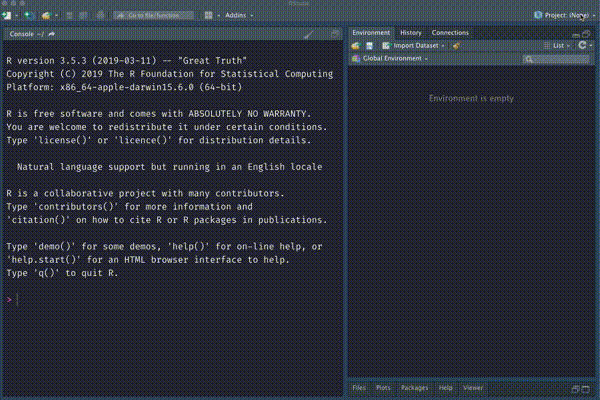 RStudio
Go to file/function
Addins
Project: (None)
Console ~/
R version 3.5.3 (2019-03-11) -- "Great Truth"
Copyright (C) 2019 The R Foundation for Statistical Computing
Platform: x86_64-apple-darwin15.6.0 (64-bit)
R is free software and comes with ABSOLUTELY NO WARRANTY.
You are welcome to redistribute it under certain conditions.
Type 'license()' or 'licence()' for distribution details.
Natural language support but running in an English locale
R is a collaborative project with many contributors.
Type 'contributors()' for more information and
'citation()' on how to cite R or R packages in publications.
Type 'demo()' for some demos, 'help()' for on-line help, or
'help.start()' for an HTML browser interface to help.
Type 'q()' to quit R.
>
Environment History Connections
Import Dataset List
Global Environment
Environment is empty
Files Plots Packages Help Viewer